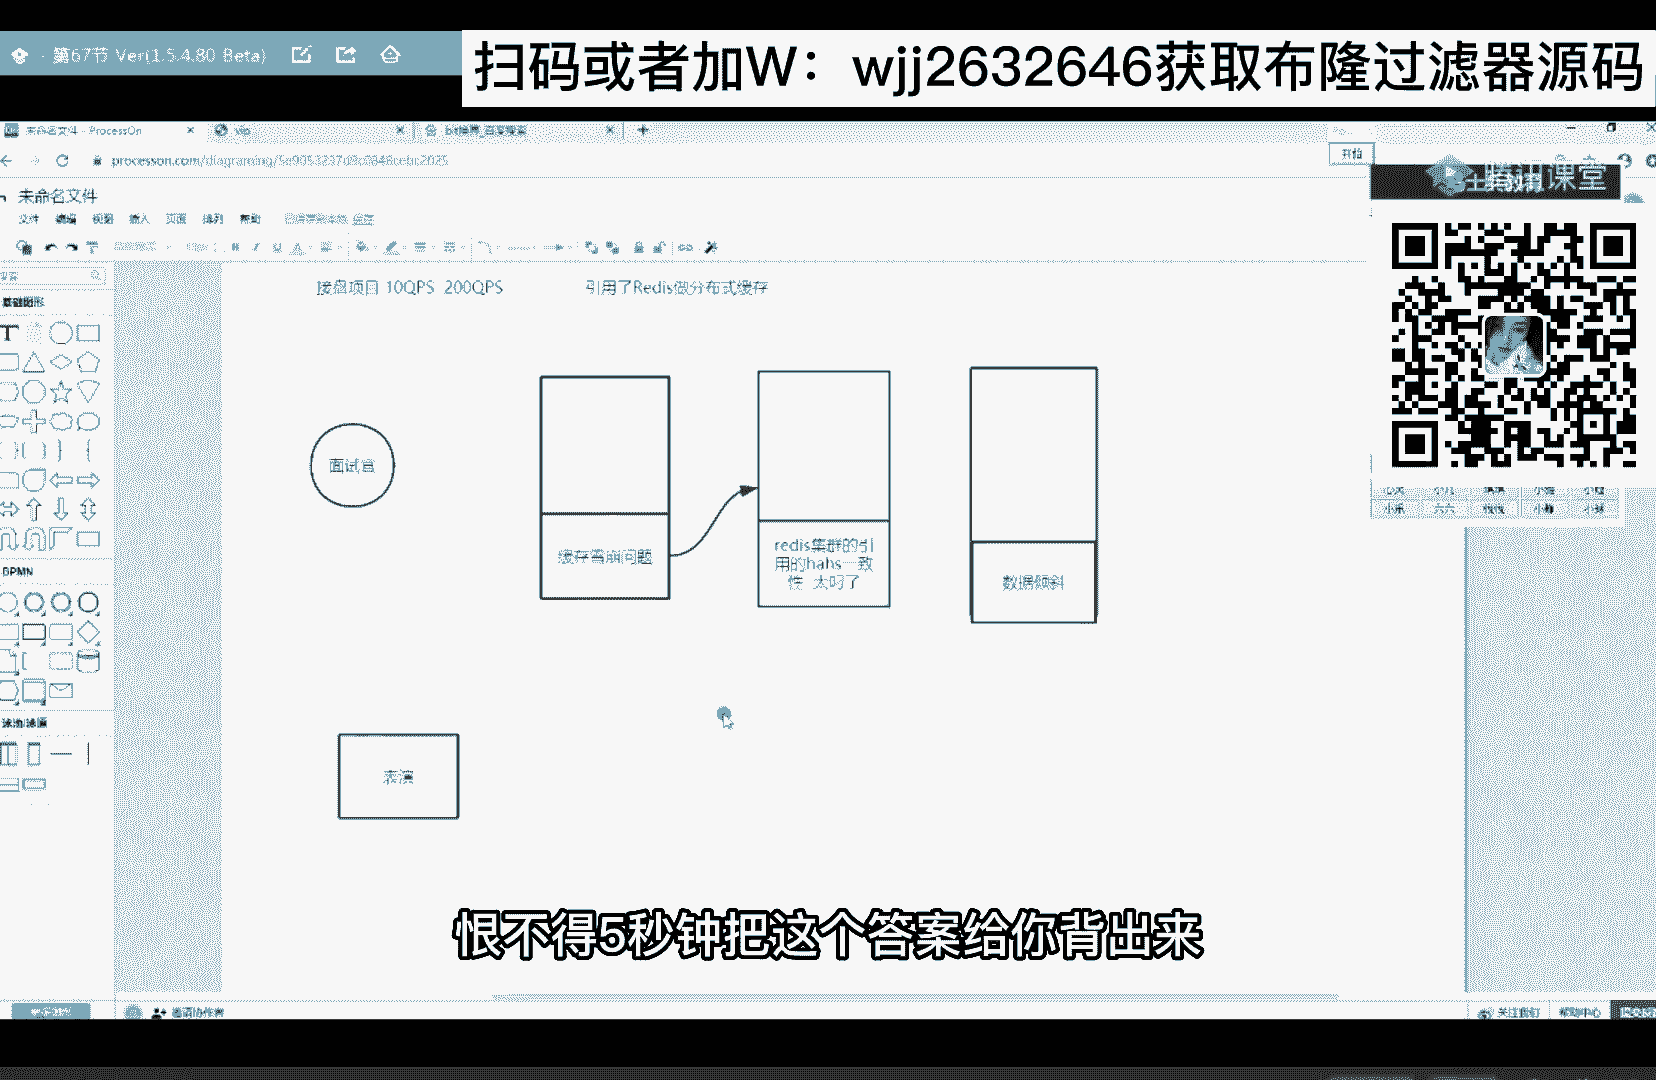 第67节 Ver(1.5.4.80 Beta)
扫码或者加W：wjj2632646获取布隆过滤器源码
未命名文件 - ProcessOn
vip
开始
腾讯课堂
未命名文件
文件 编辑 视图 插入 页面 排列 帮助
基础图形
接盘项目 10QPS 200QPS
引用了Redis做分布式缓存
面试官
缓存雪崩问题
redis集群的引
用的hahs一致
性 太叼了
数据倾斜
BPMN
表演
恨不得5秒钟把这个答案给你背出来
邀请协作者
关注我们
帮助中心